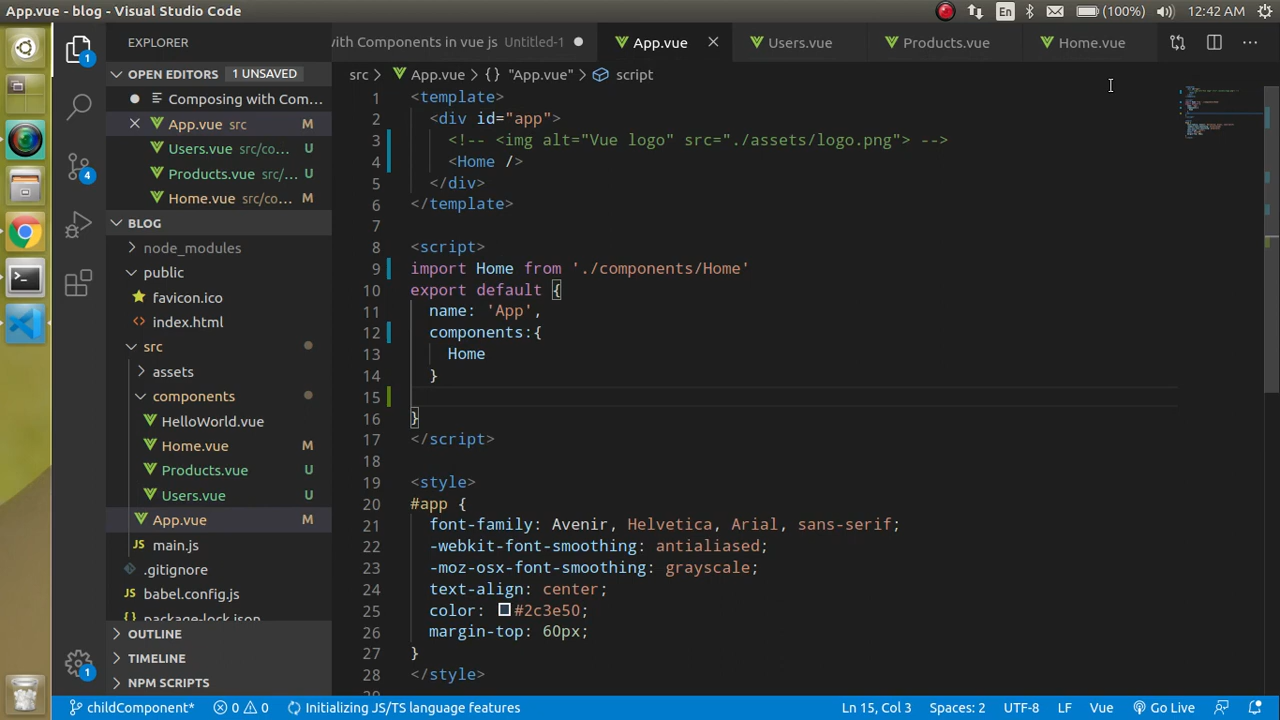 App.vue - blog - Visual Studio Code
En
(100%)
12:42 AM
EXPLORER
with Components in vue js Untitled-1
App.vue
Users.vue
Products.vue
Home.vue
1
OPEN EDITORS 1 UNSAVED
Composing with Com...
App.vue src M
Users.vue src/co... U
Products.vue src/... U
Home.vue src/co... M
4
BLOG
node_modules
public
favicon.ico
index.html
src
assets
components
HelloWorld.vue
Home.vue M
Products.vue U
Users.vue U
App.vue M
main.js
.gitignore
babel.config.js
package-lock.json
OUTLINE
TIMELINE
NPM SCRIPTS
1
src > App.vue > {} "App.vue" > script
1 <template>
2 <div id="app">
3 <!-- <img alt="Vue logo" src="./assets/logo.png"> -->
4 <Home />
5 </div>
6 </template>
7
8 <script>
9 import Home from './components/Home'
10 export default {
11 name: 'App',
12 components:{
13 Home
14 }
15
16 }
17 </script>
18
19 <style>
20 #app {
21 font-family: Avenir, Helvetica, Arial, sans-serif;
22 -webkit-font-smoothing: antialiased;
23 -moz-osx-font-smoothing: grayscale;
24 text-align: center;
25 color: #2c3e50;
26 margin-top: 60px;
27 }
28 </style>
29
childComponent*
0 0
Initializing JS/TS language features
Ln 15, Col 3
Spaces: 2
UTF-8
LF
Vue
Go Live